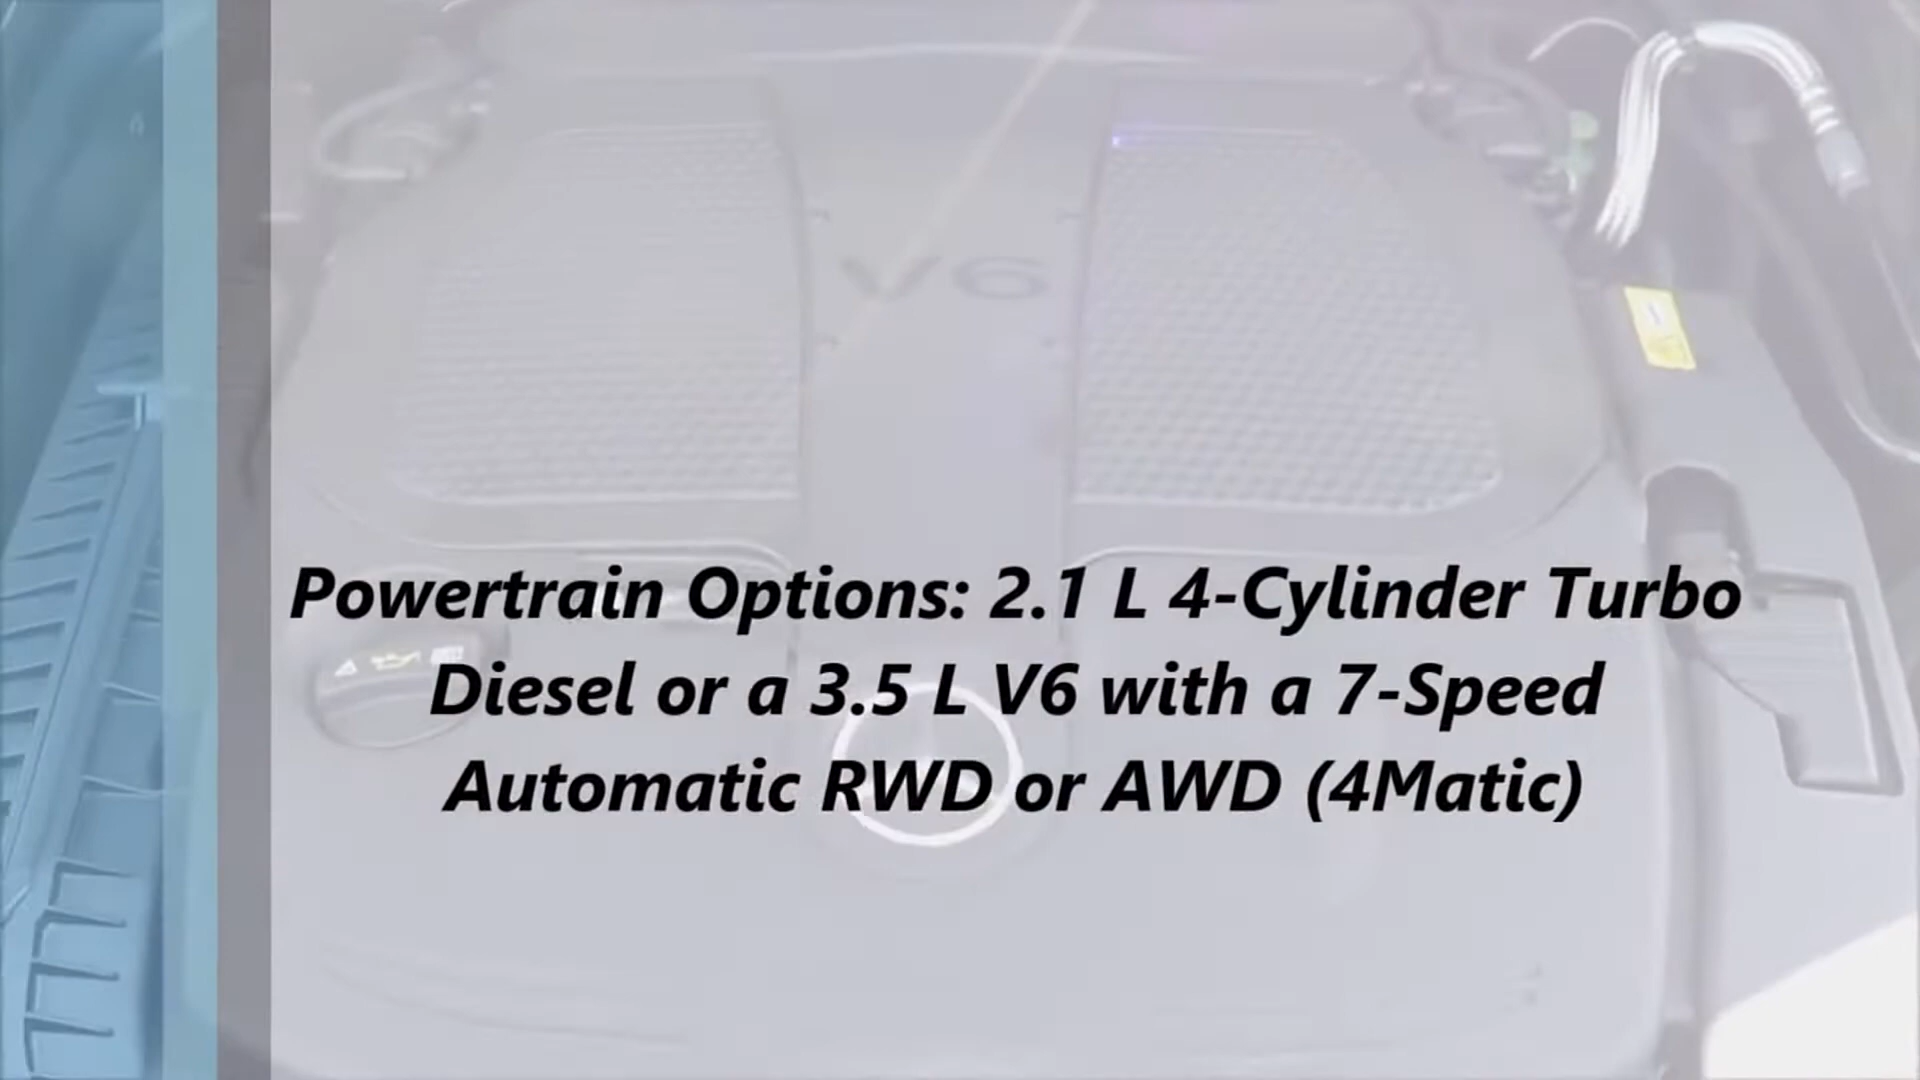 V6
Powertrain Options: 2.1 L 4-Cylinder Turbo
Diesel or a 3.5 L V6 with a 7-Speed
Automatic RWD or AWD (4Matic)